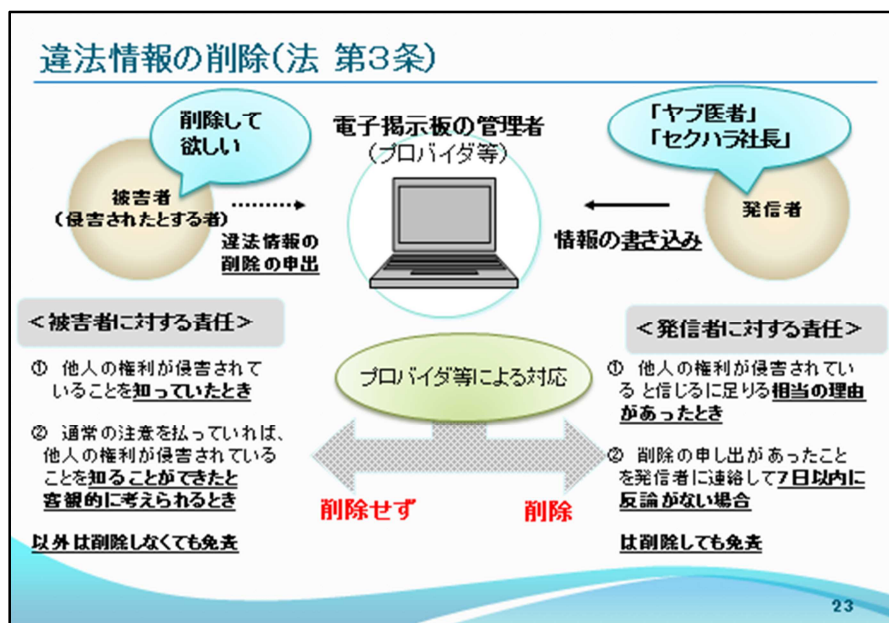 違法情報の削除(法 第3条)
削除して
欲しい
被害者
(侵害されたとする者)
違法情報の
削除の申出
電子掲示板の管理者
(プロバイダ等)
「ヤブ医者」
「セクハラ社長」
発信者
情報の書き込み
<被害者に対する責任>
① 他人の権利が侵害されて
いることを知っていたとき
② 通常の注意を払っていれば、
他人の権利が侵害されている
ことを知ることができたと
客観的に考えられるとき
以外は削除しなくても免責
プロバイダ等による対応
削除せず
削除
<発信者に対する責任>
① 他人の権利が侵害されてい
る と信じるに足りる相当の理由
があったとき
② 削除の申し出があったこと
を発信者に連絡して7日以内に
反論がない場合
は削除しても免責
23